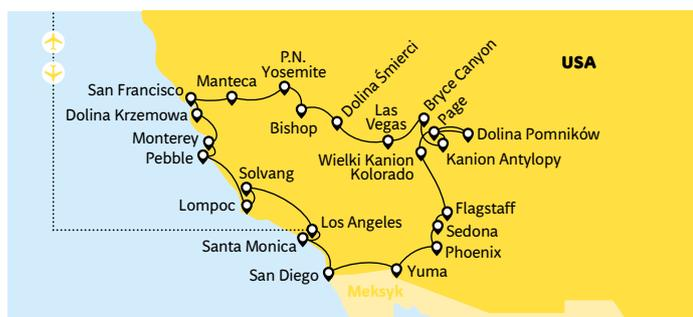 USA
P.N.
Yosemite
San Francisco
Manteca
Dolina Krzemowa
Bishop
Dolina Śmierci
Las
Vegas
Bryce Canyon
Page
Dolina Pomników
Kanion Antylopy
Wielki Kanion
Kolorado
Monterey
Pebble
Solvang
Lompoc
Los Angeles
Santa Monica
San Diego
Flagstaff
Sedona
Phoenix
Yuma
Meksyk